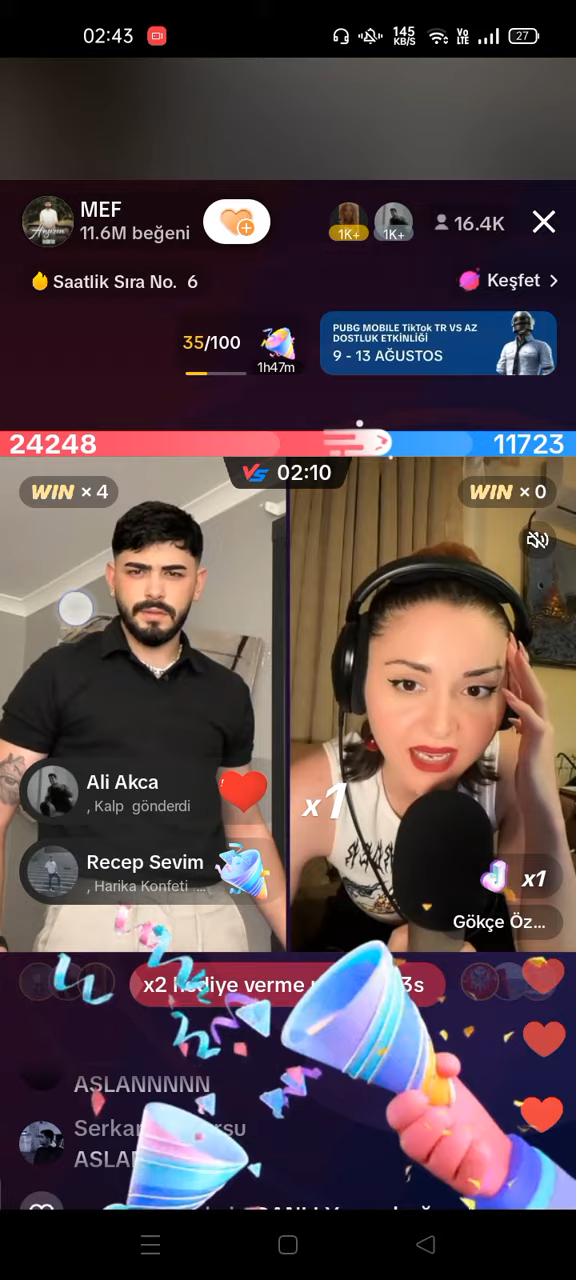 02:43
145
KB/S
Vo
LTE
27
MEF
11.6M beğeni
1K+
1K+
16.4K
Saatlik Sıra No. 6
Keşfet >
35/100
1h47m
PUBG MOBILE TikTok TR VS AZ
DOSTLUK ETKİNLİĞİ
9 - 13 AĞUSTOS
24248
11723
VS 02:10
WIN × 4
WIN × 0
Ali Akca
, Kalp gönderdi
x1
Recep Sevim
, Harika Konfeti ...
x1
Gökçe Öz...
x2 hediye verme 3s
ASLANNNNN